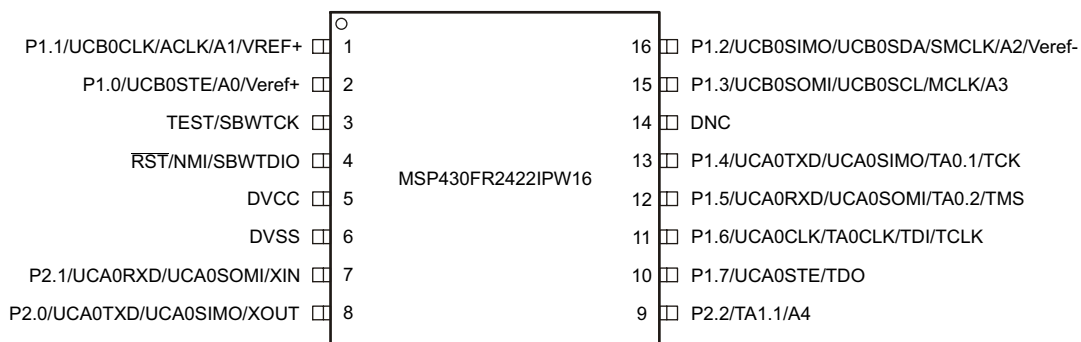 P1.1/UCB0CLK/ACLK/A1/VREF+ 1
P1.0/UCB0STE/A0/Veref+ 2
TEST/SBWTCK 3
RST/NMI/SBWTDIO 4
DVCC 5
DVSS 6
P2.1/UCA0RXD/UCA0SOMI/XIN 7
P2.0/UCA0TXD/UCA0SIMO/XOUT 8
MSP430FR2422IPW16
16 P1.2/UCB0SIMO/UCB0SDA/SMCLK/A2/Veref-
15 P1.3/UCB0SOMI/UCB0SCL/MCLK/A3
14 DNC
13 P1.4/UCA0TXD/UCA0SIMO/TA0.1/TCK
12 P1.5/UCA0RXD/UCA0SOMI/TA0.2/TMS
11 P1.6/UCA0CLK/TA0CLK/TDI/TCLK
10 P1.7/UCA0STE/TDO
9 P2.2/TA1.1/A4